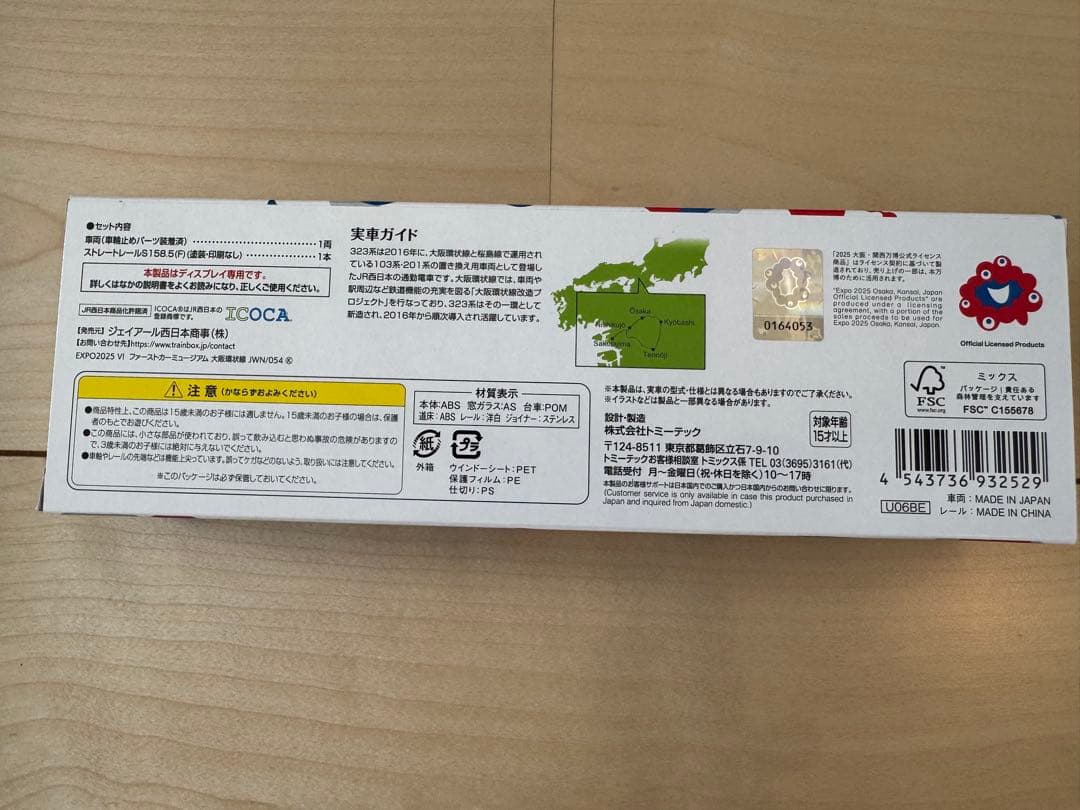 ●セット内容
車両(車輪止めパーツ装着済) ‥‥‥‥‥‥‥‥‥‥‥ 1両
ストレートレールS158.5(F)(塗装・印刷なし) ‥‥‥‥ 1本
本製品はディスプレイ専用です。
詳しくはなかの説明書をよくお読みになり、正しくご使用ください。
JR西日本商品化許諾済
ICOCA®はJR西日本の
登録商標です。
ICOCA
[発売元] ジェイアール西日本商事(株)
[お問い合わせ先]https://www.trainbox.jp/contact
EXPO2025 VI ファーストカーミュージアム 大阪環状線 JWN/054 Ⓚ
実車ガイド
323系は2016年に、大阪環状線と桜島線で運用され
ている103系・201系の置き換え用車両として登場し
たJR西日本の通勤電車です。大阪環状線では、車両や
駅周辺など鉄道機能の充実を図る「大阪環状線改造プ
ロジェクト」を行なっており、323系はその一環として
新造され、2016年から順次導入され活躍しています。
Ōsaka
Nishikujō
Kyōbashi
Sakurajima
Tennōji
0164053
「2025 大阪・関西万博公式ライセンス
商品」はライセンス契約に基づいて製
造されており、売り上げの一部は、本万
博のために活用されます。
"Expo 2025 Osaka, Kansai, Japan
Official Licensed Products" are
produced under a licensing
agreement, with a portion of the
sales proceeds to be used for
Expo 2025 Osaka, Kansai, Japan.
Official Licensed Products
注意 (かならずおよみください)
●商品特性上、この商品は15歳未満のお子様には適しません。15歳未満のお子様の場合は、保護
者のもとでお遊びください。
●この商品には、小さな部品が使われており、誤って飲み込むと思わぬ事故の危険がありますの
で、3歳未満のお子様には絶対に与えないでください。
●車輪やレールの先端などは機能上尖っています。誤ってケガなどのないよう、取り扱いには注意してください。
※このパッケージは必ず保管しておいてください。
材質表示
本体:ABS 窓ガラス:AS 台車:POM
道床:ABS レール:洋白 ジョイナー:ステンレス
紙
外箱
プラ
ウインドーシート:PET
保護フィルム:PE
仕切り:PS
※本製品は、実車の型式・仕様とは異なる場合もありますのでご了承ください。
※イラストなどは製品と一部異なる場合があります。
設計・製造
株式会社トミーテック
〒124-8511 東京都葛飾区立石7-9-10
トミーテックお客様相談室 トミックス係 TEL 03(3695)3161(代)
電話受付 月〜金曜日(祝・休日を除く)10〜17時
本製品のお客様サポートは日本国内でのご購入かつ日本国内からのお問い合わせに限ります。
(Customer service is only available in case this product purchased in
Japan and inquired from Japan domestic.)
対象年齢
15才以上
FSC
www.fsc.org
ミックス
パッケージ | 責任ある
森林管理を支えています
FSC™ C155678
4 543736 932529
U06BE
車両:MADE IN JAPAN
レール:MADE IN CHINA